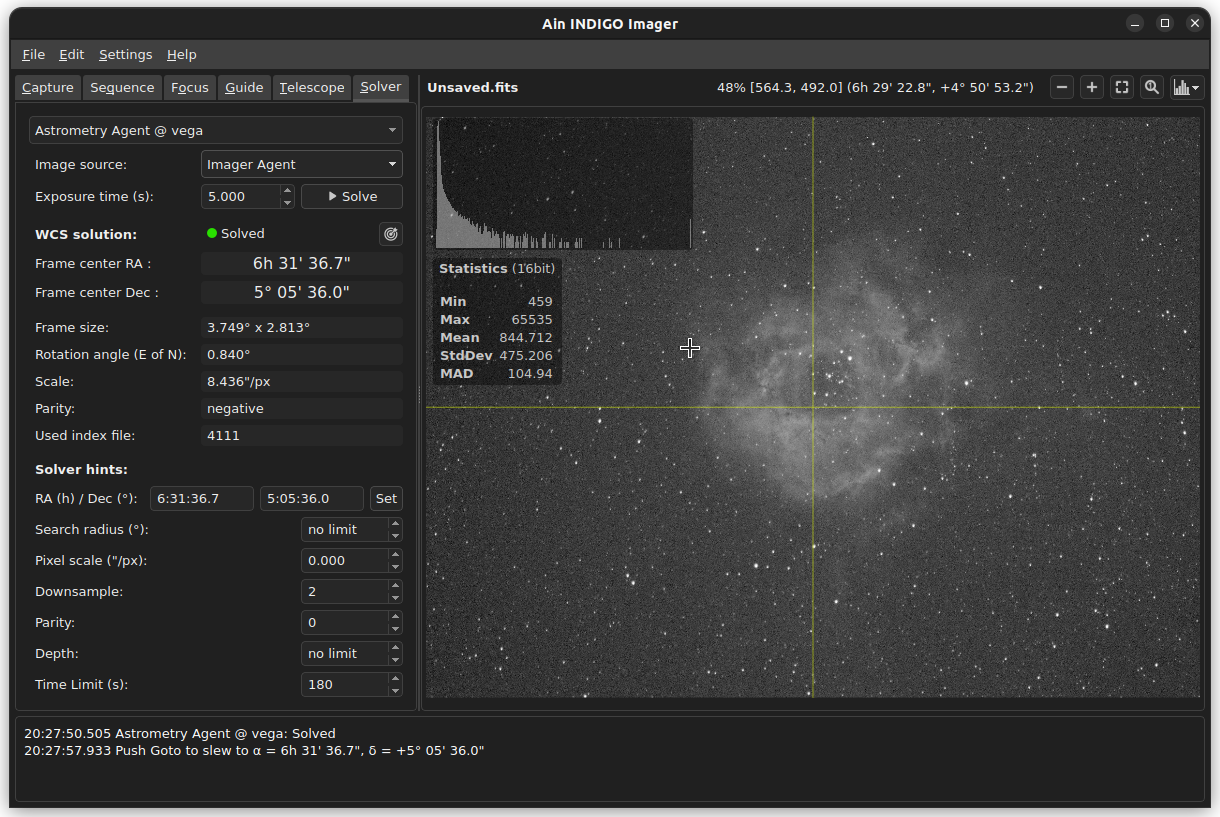 Ain INDIGO Imager
File Edit Settings Help
Capture Sequence Focus Guide Telescope Solver
Unsaved.fits
48% [564.3, 492.0] (6h 29' 22.8", +4° 50' 53.2")
Astrometry Agent @ vega
Image source: Imager Agent
Exposure time (s): 5.000 Solve
WCS solution: Solved
Frame center RA : 6h 31' 36.7"
Frame center Dec : 5° 05' 36.0"
Frame size: 3.749° x 2.813°
Rotation angle (E of N): 0.840°
Scale: 8.436"/px
Parity: negative
Used index file: 4111
Solver hints:
RA (h) / Dec (°): 6:31:36.7 5:05:36.0 Set
Search radius (°): no limit
Pixel scale ("/px): 0.000
Downsample: 2
Parity: 0
Depth: no limit
Time Limit (s): 180
Statistics (16bit)
Min 459
Max 65535
Mean 844.712
StdDev 475.206
MAD 104.94
20:27:50.505 Astrometry Agent @ vega: Solved
20:27:57.933 Push Goto to slew to α = 6h 31' 36.7", δ = +5° 05' 36.0"